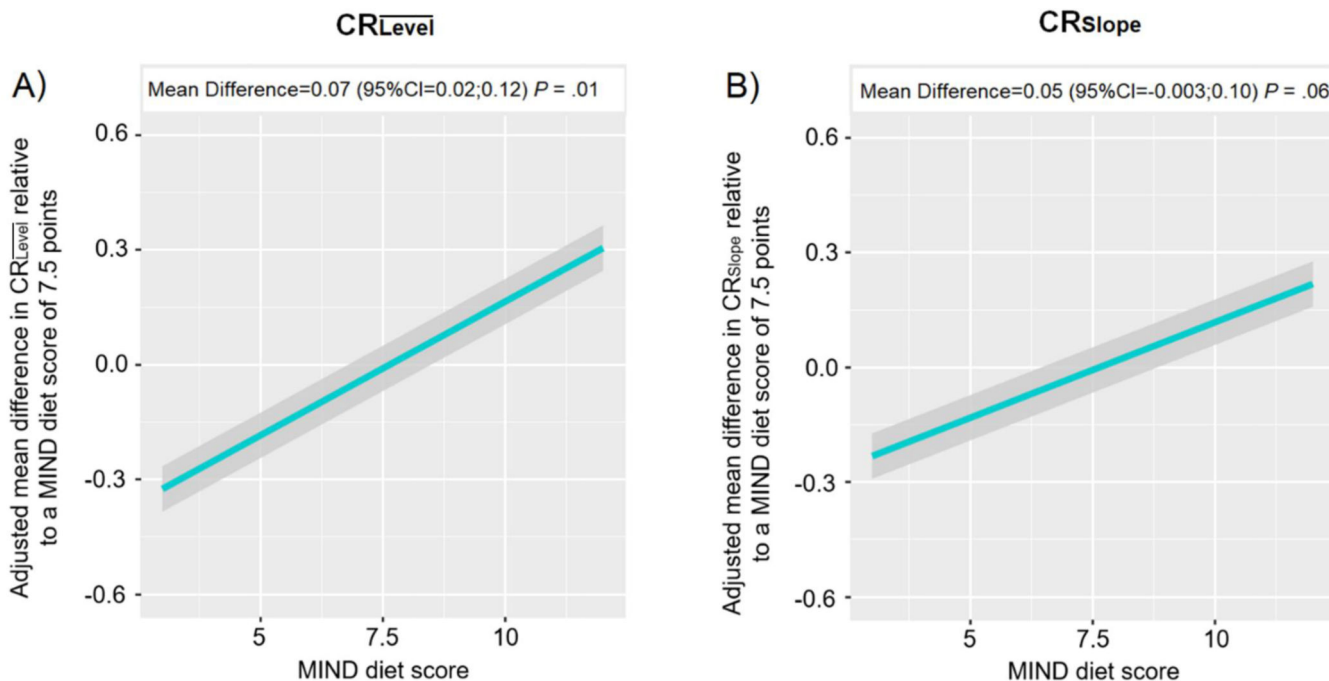 CRLevel
A)
Mean Difference=0.07 (95%CI=0.02;0.12) P = .01
Adjusted mean difference in CRLevel relative
to a MIND diet score of 7.5 points
0.6
0.3
0.0
-0.3
-0.6
5 7.5 10
MIND diet score
CRSlope
B)
Mean Difference=0.05 (95%CI=-0.003;0.10) P = .06
Adjusted mean difference in CRSlope relative
to a MIND diet score of 7.5 points
0.6
0.3
0.0
-0.3
-0.6
5 7.5 10
MIND diet score